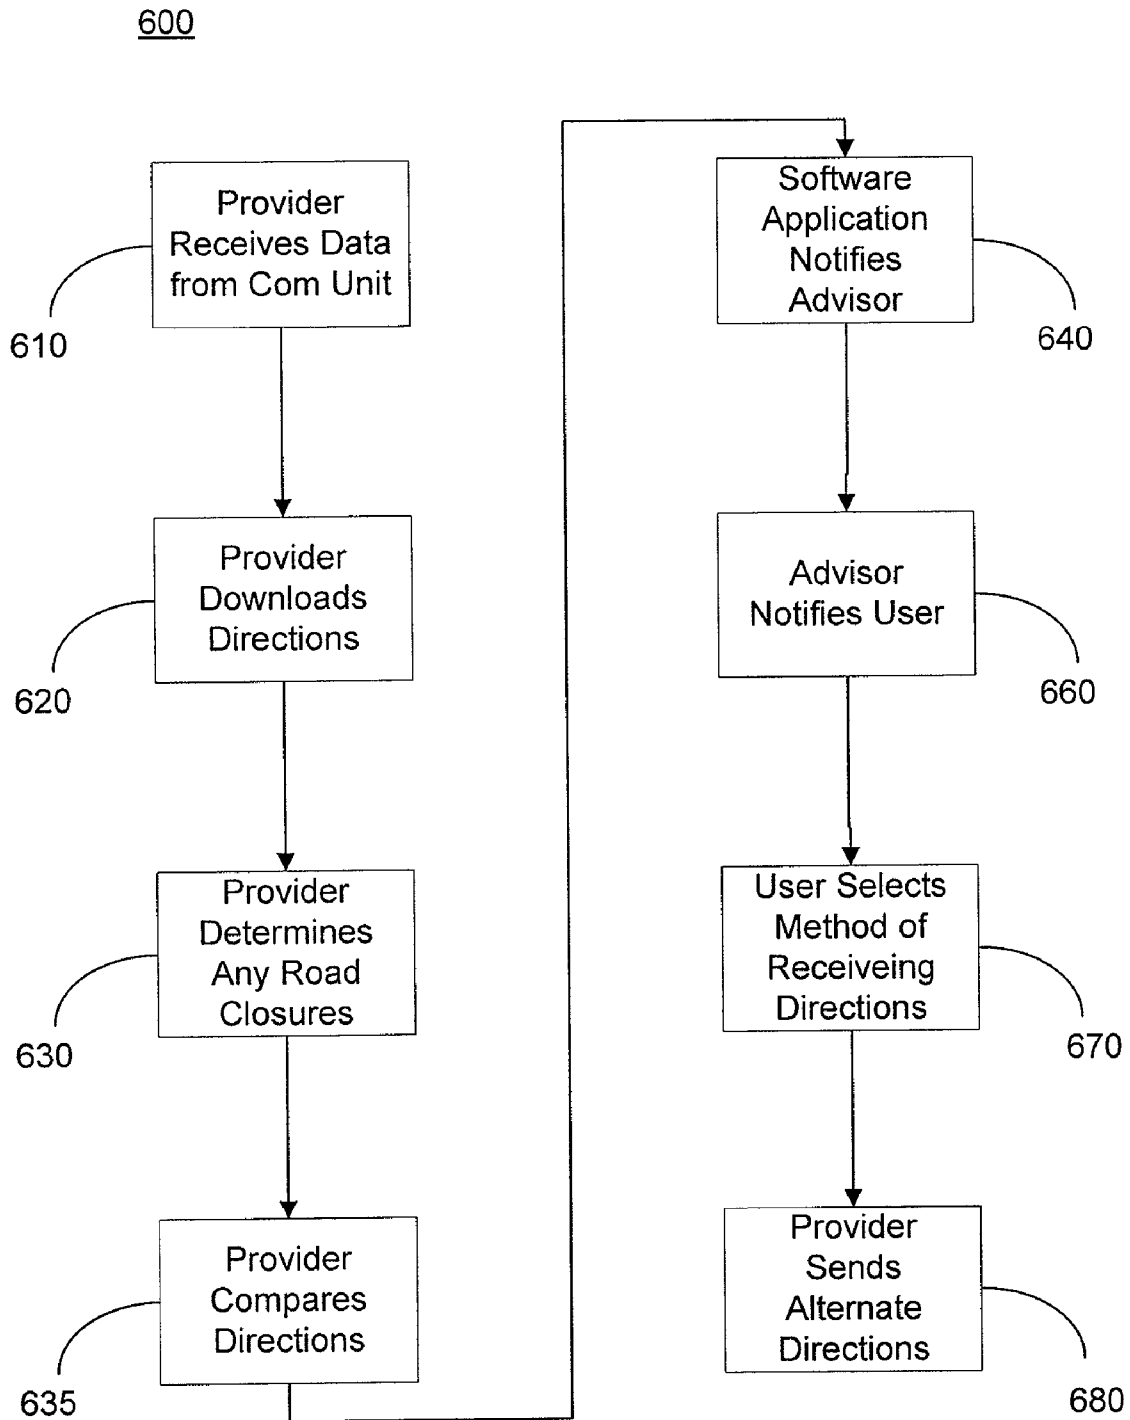 600
Provider
Receives Data
from Com Unit
610
Provider
Downloads
Directions
620
Provider
Determines
Any Road
Closures
630
Provider
Compares
Directions
635
Software
Application
Notifies
Advisor
640
Advisor
Notifies User
660
User Selects
Method of
Receiveing
Directions
670
Provider
Sends
Alternate
Directions
680